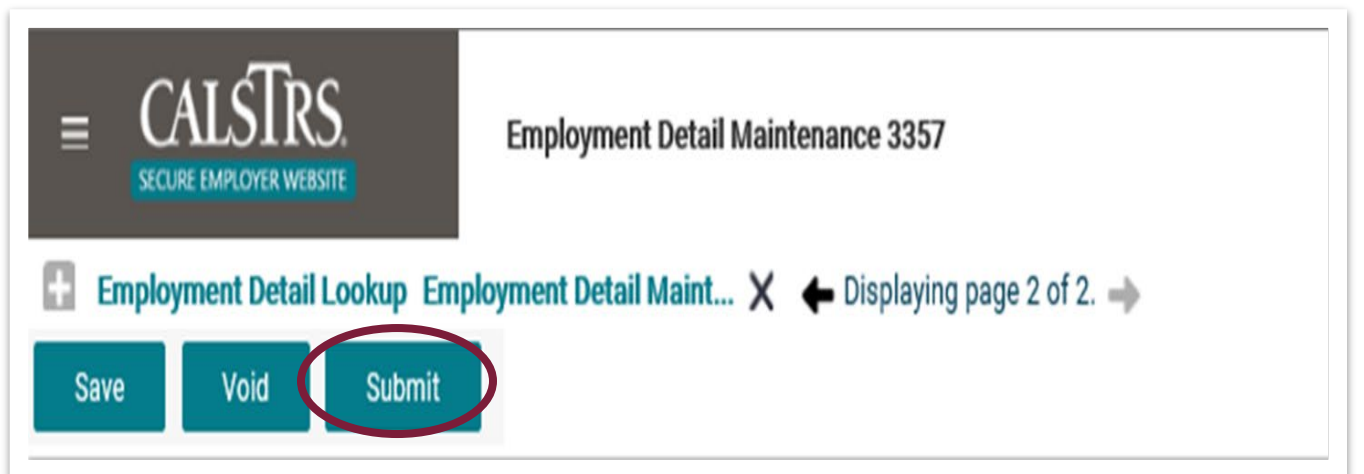 CALSTRS.
SECURE EMPLOYER WEBSITE
Employment Detail Maintenance 3357
Employment Detail Lookup Employment Detail Maint... X Displaying page 2 of 2.
Save Void Submit